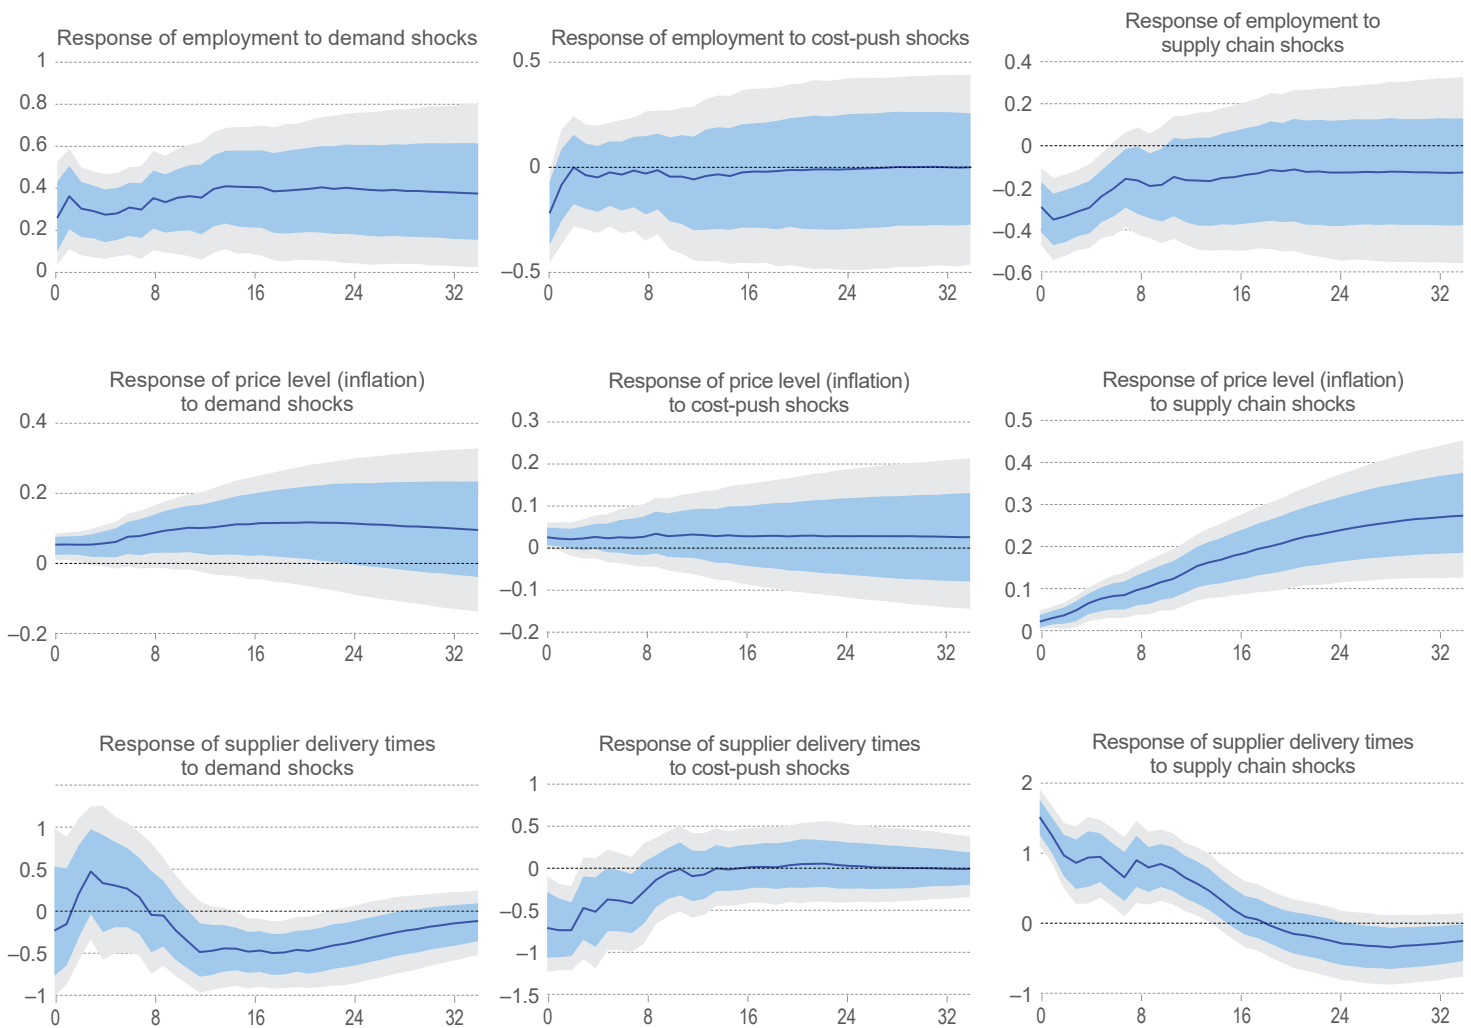 Response of employment to demand shocks
1
0.8
0.6
0.4
0.2
0
0 8 16 24 32
Response of employment to cost-push shocks
0.5
0
–0.5
0 8 16 24 32
Response of employment to
supply chain shocks
0.4
0.2
0
–0.2
–0.4
–0.6
0 8 16 24 32
Response of price level (inflation)
to demand shocks
0.4
0.2
0
–0.2
0 8 16 24 32
Response of price level (inflation)
to cost-push shocks
0.3
0.2
0.1
0
–0.1
–0.2
0 8 16 24 32
Response of price level (inflation)
to supply chain shocks
0.5
0.4
0.3
0.2
0.1
0
0 8 16 24 32
Response of supplier delivery times
to demand shocks
1
0.5
0
–0.5
–1
0 8 16 24 32
Response of supplier delivery times
to cost-push shocks
1
0.5
0
–0.5
–1
–1.5
0 8 16 24 32
Response of supplier delivery times
to supply chain shocks
2
1
0
–1
0 8 16 24 32